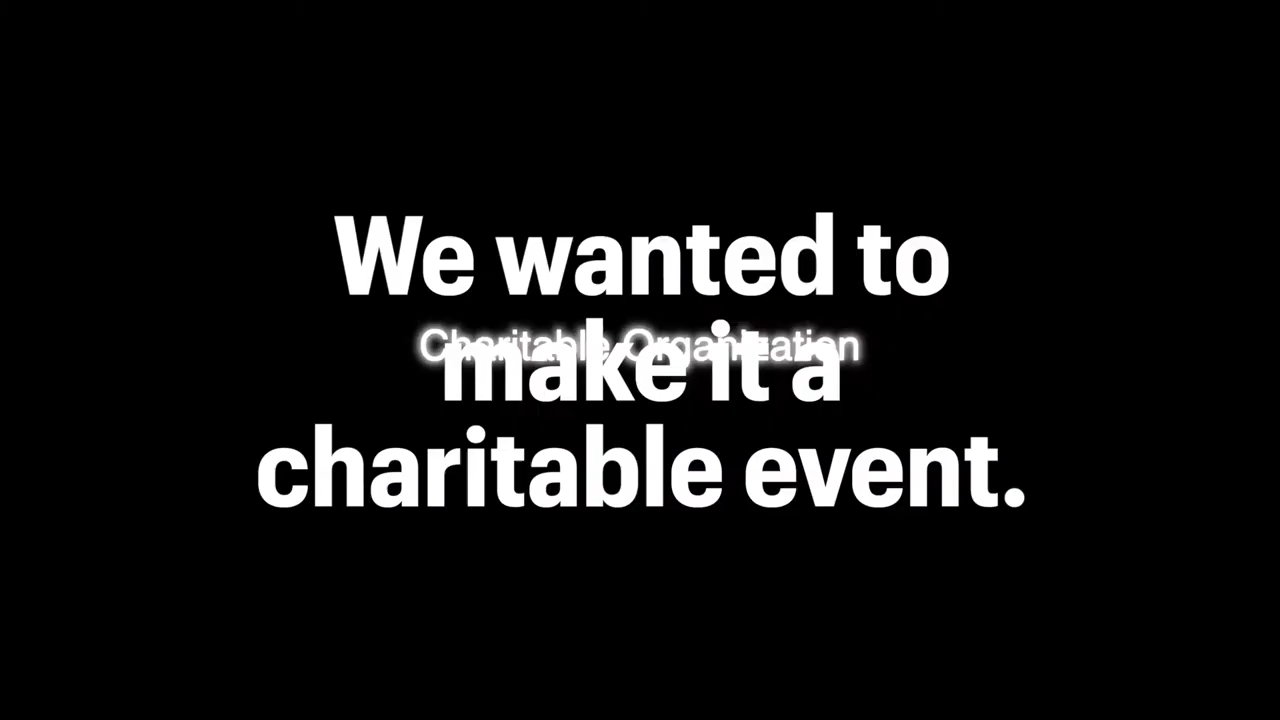 We wanted to
Charitable Organization
make it a
charitable event.